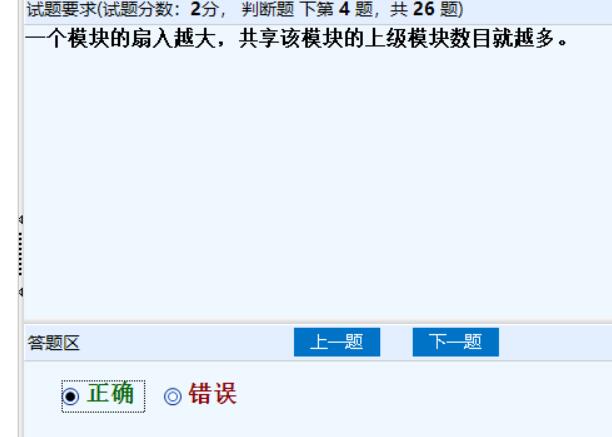 试题要求(试题分数：2分， 判断题 下第 4 题，共 26 题)
一个模块的扇入越大，共享该模块的上级模块数目就越多。
答题区 上一题 下一题
正确 错误